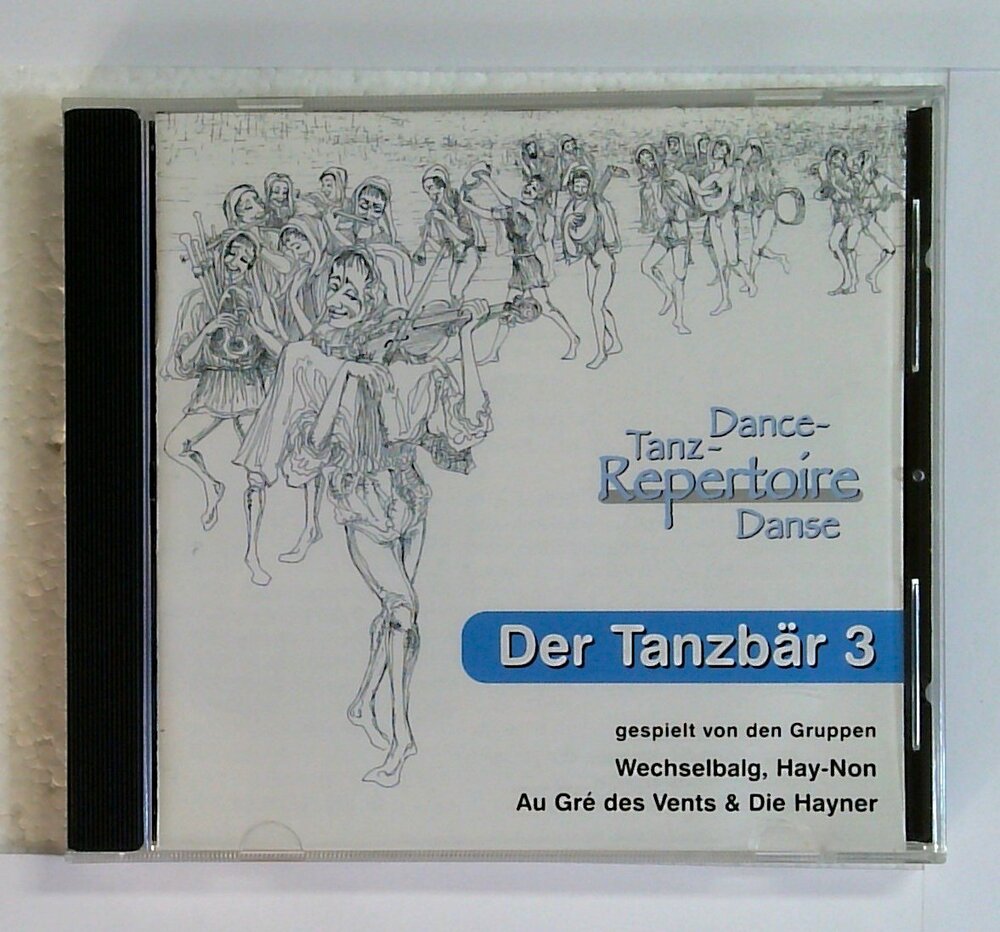 Dance-
Tanz-
Repertoire
Danse
Der Tanzbär 3
gespielt von den Gruppen
Wechselbalg, Hay-Non
Au Gré des Vents & Die Hayner